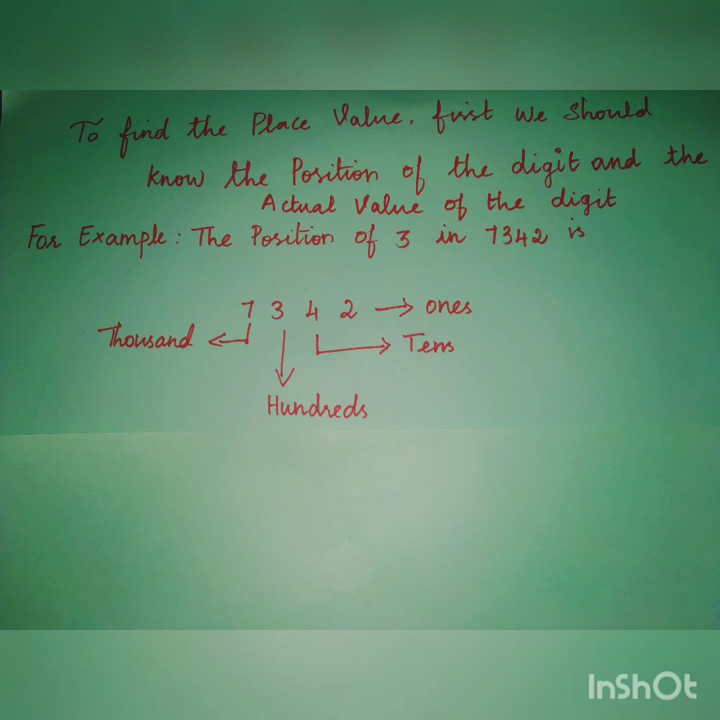 To find the Place Value, first we should
know the Position of the digit and the
Actual Value of the digit
For Example: The Position of 3 in 7342 is
7 3 4 2 → ones
Thousand ← → Tens
Hundreds
InShOt